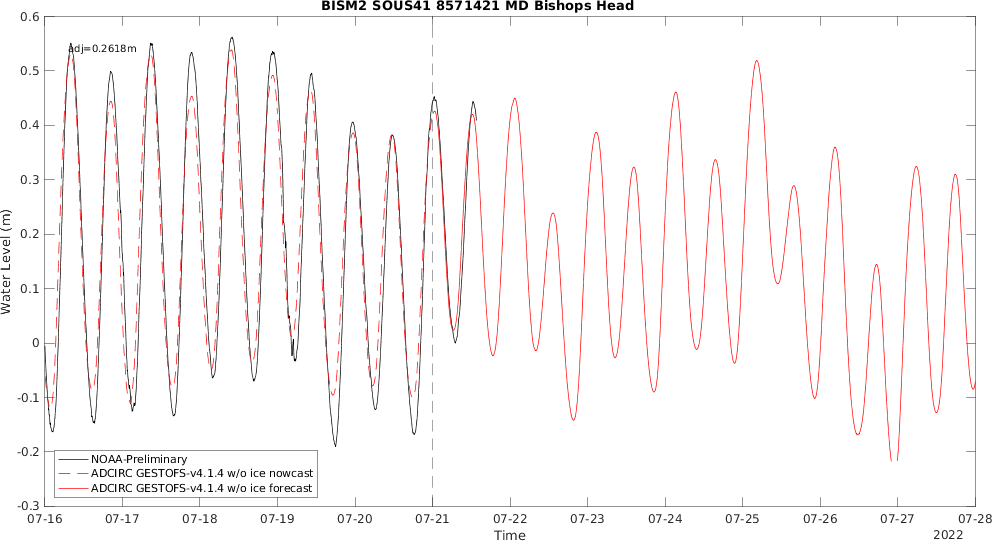 BISM2 SOUS41 8571421 MD Bishops Head
adj=0.2618m
0.6
0.5
0.4
0.3
0.2
0.1
0
-0.1
-0.2
-0.3
Water Level (m)
NOAA-Preliminary
ADCIRC GESTOFS-v4.1.4 w/o ice nowcast
ADCIRC GESTOFS-v4.1.4 w/o ice forecast
07-16 07-17 07-18 07-19 07-20 07-21 07-22 07-23 07-24 07-25 07-26 07-27 07-28
Time
2022